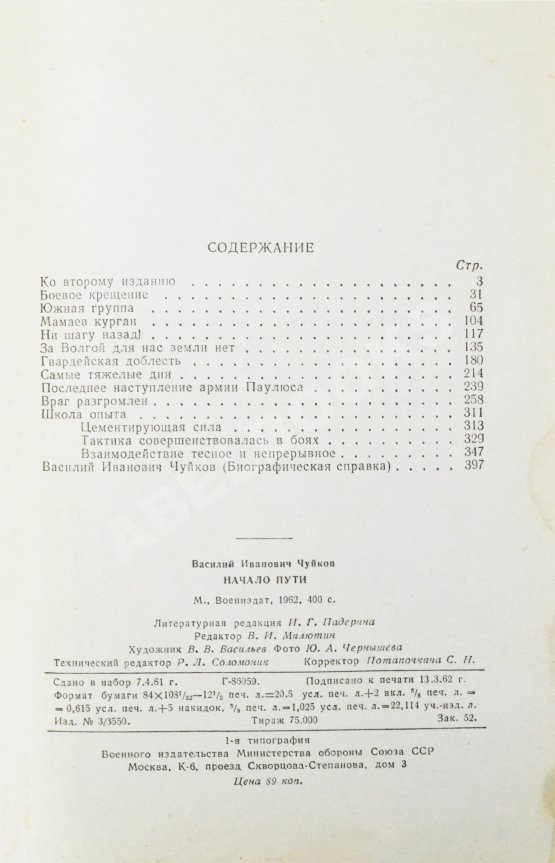 СОДЕРЖАНИЕ
Стр.
Ко второму изданию . . . . . . . . . . . . . . . . . . . . 3
Боевое крещение . . . . . . . . . . . . . . . . . . . . . 31
Южная группа . . . . . . . . . . . . . . . . . . . . . . 65
Мамаев курган . . . . . . . . . . . . . . . . . . . . . . 104
Ни шагу назад! . . . . . . . . . . . . . . . . . . . . . . 117
За Волгой для нас земли нет . . . . . . . . . . . . . . . 135
Гвардейская доблесть . . . . . . . . . . . . . . . . . . . 180
Самые тяжелые дни . . . . . . . . . . . . . . . . . . . . 214
Последнее наступление армии Паулюса . . . . . . . . . . . 239
Враг разгромлен . . . . . . . . . . . . . . . . . . . . . 258
Школа опыта . . . . . . . . . . . . . . . . . . . . . . . 311
Цементирующая сила . . . . . . . . . . . . . . . . . 313
Тактика совершенствовалась в боях . . . . . . . . . . 329
Взаимодействие тесное и непрерывное . . . . . . . . . 347
Василий Иванович Чуйков (Биографическая справка) . . . . . 397
Василий Иванович Чуйков
НАЧАЛО ПУТИ
М., Воениздат, 1962, 400 с.
Литературная редакция И. Г. Падерина
Редактор В. И. Милютин
Художник В. В. Васильев Фото Ю. А. Чернышева
Технический редактор Р. Л. Соломоник Корректор Потапочкина С. Н.
Сдано в набор 7.4.61 г. Г-85059. Подписано к печати 13.3.62 г.
Формат бумаги 84×108¹/₃₂—12¹/₂ печ. л.=20.5 усл. печ. л.+2 вкл. ³/₈ печ. л.=
= 0,615 усл. печ. л.+5 накидок, ⁵/₈ печ. л.=1,025 усл. печ. л.=22,114 уч.-изд. л.
Изд. № 3/3550. Тираж 75.000 Зак. 52.
1-я типография
Военного издательства Министерства обороны Союза ССР
Москва, К-6, проезд Скворцова-Степанова, дом 3
Цена 89 коп.